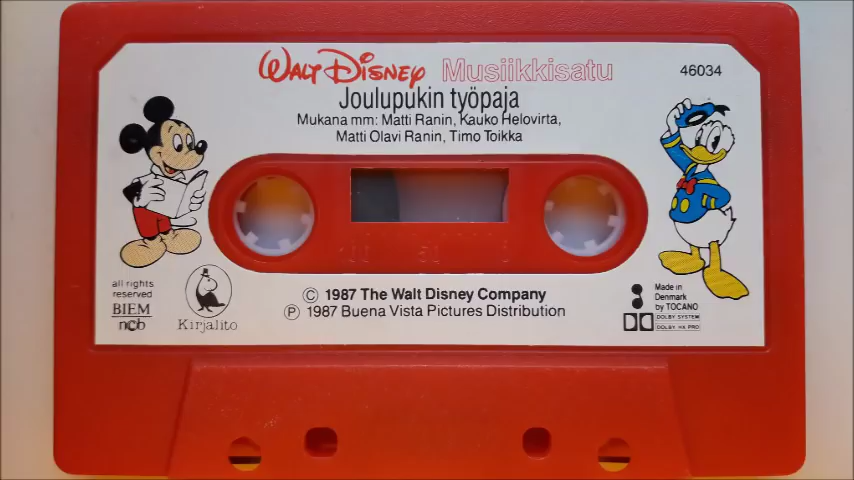 Walt Disney Musiikkisatu
46034
Joulupukin työpaja
Mukana mm: Matti Ranin, Kauko Helovirta,
Matti Olavi Ranin, Timo Toikka
all rights
reserved
BIEM
ncb
Kirjalito
© 1987 The Walt Disney Company
℗ 1987 Buena Vista Pictures Distribution
Made in
Denmark
by TOCANO
DOLBY SYSTEM
DOLBY HX PRO